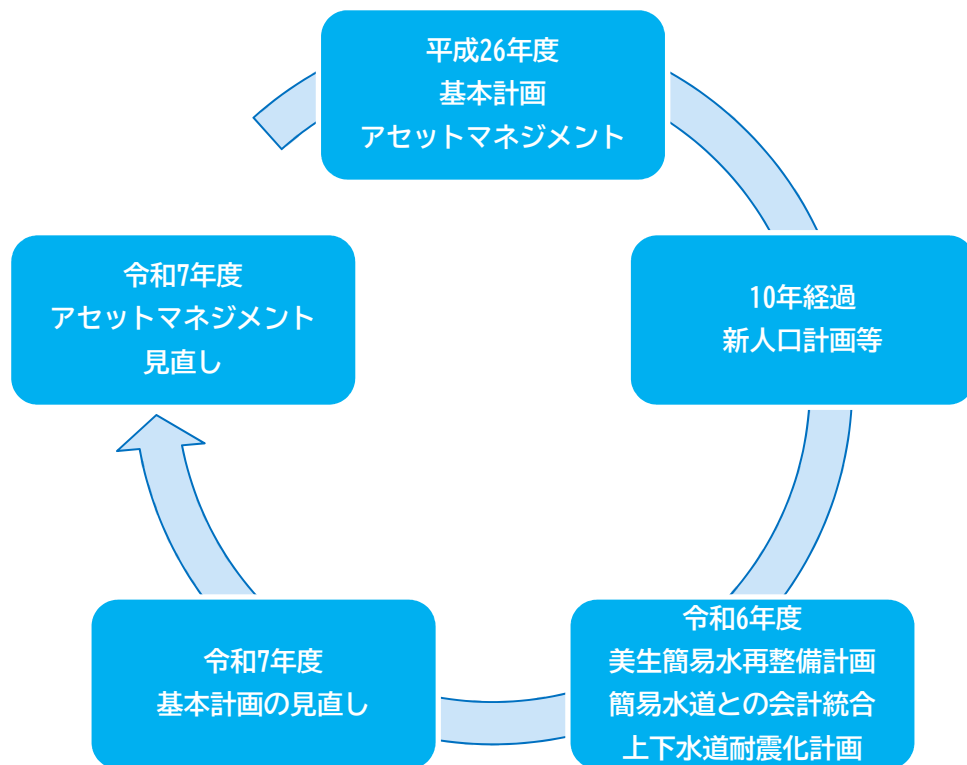 平成26年度
基本計画
アセットマネジメント
10年経過
新人口計画等
令和6年度
美生簡易水再整備計画
簡易水道との会計統合
上下水道耐震化計画
令和7年度
基本計画の見直し
令和7年度
アセットマネジメント
見直し